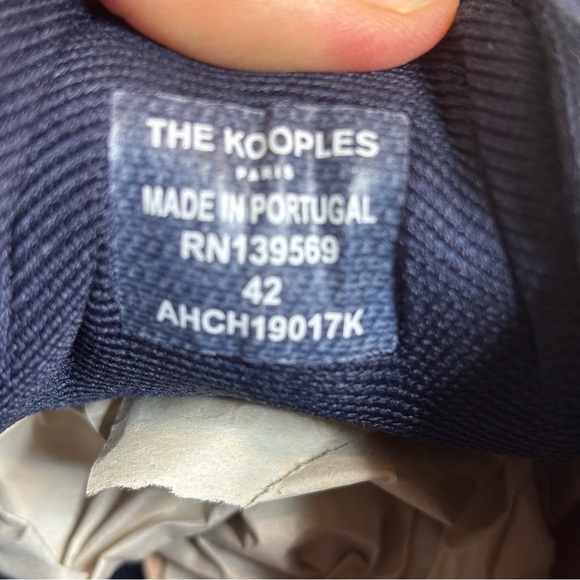 THE KOOPLES
PARIS
MADE IN PORTUGAL
RN139569
42
AHCH19017K